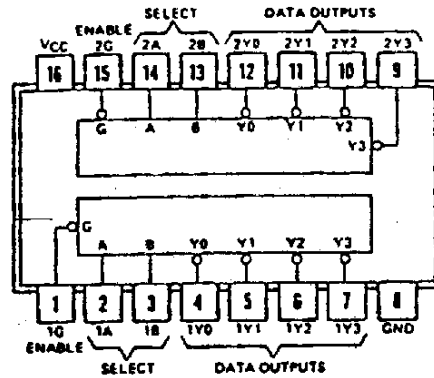 SELECT
ENABLE DATA OUTPUTS
VCC 2G 2A 2B 2Y0 2Y1 2Y2 2Y3
16 15 14 13 12 11 10 9
G A B Y0 Y1 Y2
Y3
G
A B Y0 Y1 Y2 Y3
1 2 3 4 5 6 7 8
1G 1A 1B 1Y0 1Y1 1Y2 1Y3 GND
ENABLE
SELECT DATA OUTPUTS